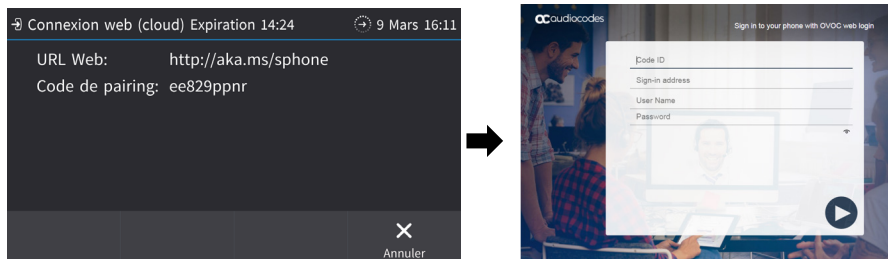 Connexion web (cloud) Expiration 14:24 9 Mars 16:11
URL Web: http://aka.ms/sphone
Code de pairing: ee829ppnr
Annuler
audiocodes
Sign in to your phone with OVOC web login
Code ID
Sign-in address
User Name
Password